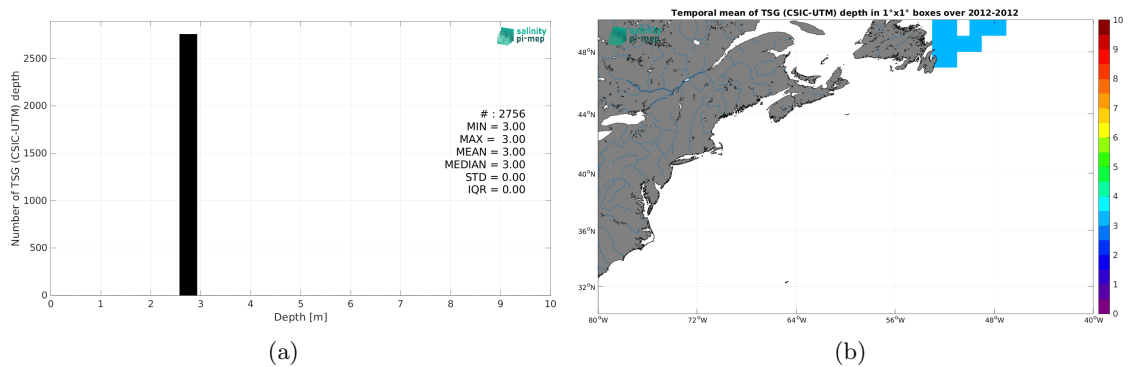 salinity
pi-mep
2500
2000
1500
1000
500
0
Number of TSG (CSIC-UTM) depth
# : 2756
MIN = 3.00
MAX = 3.00
MEAN = 3.00
MEDIAN = 3.00
STD = 0.00
IQR = 0.00
0 1 2 3 4 5 6 7 8 9 10
Depth [m]
(a)
Temporal mean of TSG (CSIC-UTM) depth in 1°x1° boxes over 2012-2012
salinity
pi-mep
48°N
44°N
40°N
36°N
32°N
80°W 72°W 64°W 56°W 48°W 40°W
10
9
8
7
6
5
4
3
2
1
0
(b)